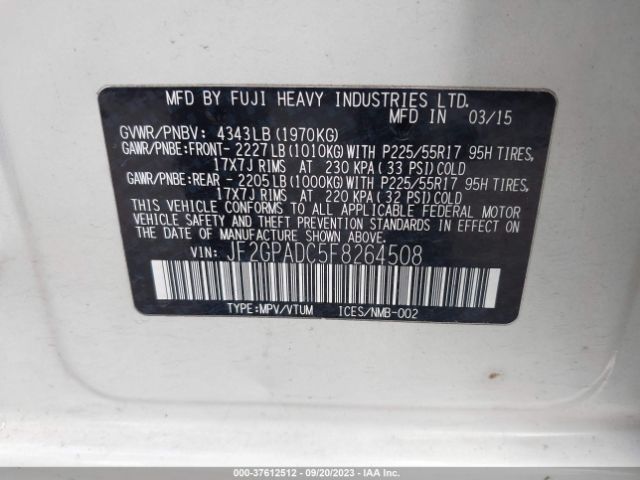 MFD BY FUJI HEAVY INDUSTRIES LTD.
MFD IN 03/15
GVWR/PNBV: 4343LB(1970KG)
GAWR/PNBE:FRONT- 2227LB(1010KG)WITH P225/55R17 95H TIRES,
17X7J RIMS AT 230 KPA(33 PSI)COLD
GAWR/PNBE:REAR - 2205LB(1000KG)WITH P225/55R17 95H TIRES,
17X7J RIMS AT 220 KPA(32 PSI)COLD
THIS VEHICLE CONFORMS TO ALL APPLICABLE FEDERAL MOTOR
VEHICLE SAFETY AND THEFT PREVENTION STANDARDS IN EFFECT ON
THE DATE OF MANUFACTURE SHOWN ABOVE.
VIN: JF2GPADC5F8264508
TYPE:MPV/VTUM ICES/NMB-002
000-37612512 - 09/20/2023 - IAAI.COM